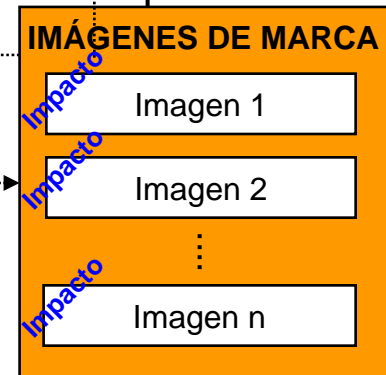 IMÁGENES DE MARCA
Impacto
Imagen 1
Impacto
Imagen 2
Impacto
Imagen n